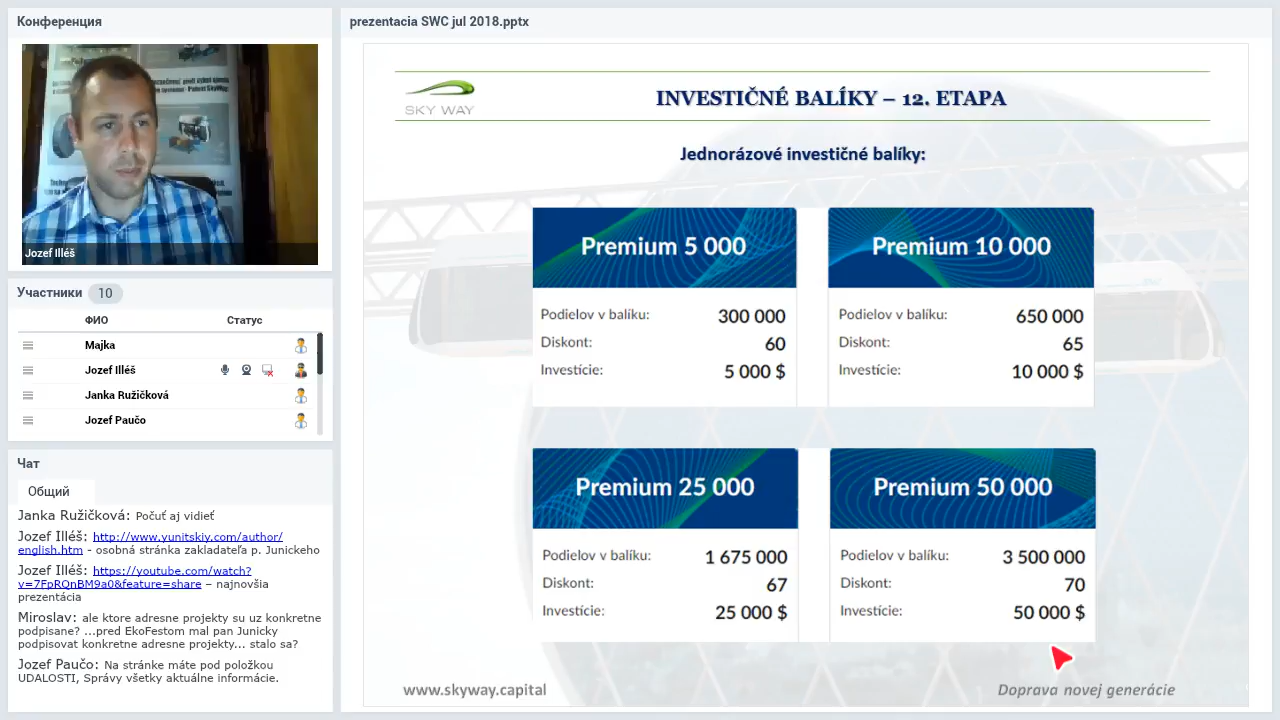 Конференция
Jozef Illéš
Участники 10
ФИО Статус
Majka
Jozef Illéš
Janka Ružičková
Jozef Paučo
Чат
Общий
Janka Ružičková: Počuť aj vidieť
Jozef Illéš: http://www.yunitskiy.com/author/
english.htm - osobná stránka zakladateľa p. Junickeho
Jozef Illéš: https://youtube.com/watch?
v=7FpRQnBM9a0&feature=share – najnovšia
prezentácia
Miroslav: ale ktore adresne projekty su uz konkretne
podpisane? ...pred EkoFestom mal pan Junicky
podpisovat konkretne adresne projekty... stalo sa?
Jozef Paučo: Na stránke máte pod položkou
UDALOSTI, Správy všetky aktuálne informácie.
prezentacia SWC jul 2018.pptx
SKY WAY
INVESTIČNÉ BALÍKY – 12. ETAPA
Jednorázové investičné balíky:
Premium 5 000
Podielov v balíku: 300 000
Diskont: 60
Investície: 5 000 $
Premium 10 000
Podielov v balíku: 650 000
Diskont: 65
Investície: 10 000 $
Premium 25 000
Podielov v balíku: 1 675 000
Diskont: 67
Investície: 25 000 $
Premium 50 000
Podielov v balíku: 3 500 000
Diskont: 70
Investície: 50 000 $
www.skyway.capital
Doprava novej generácie